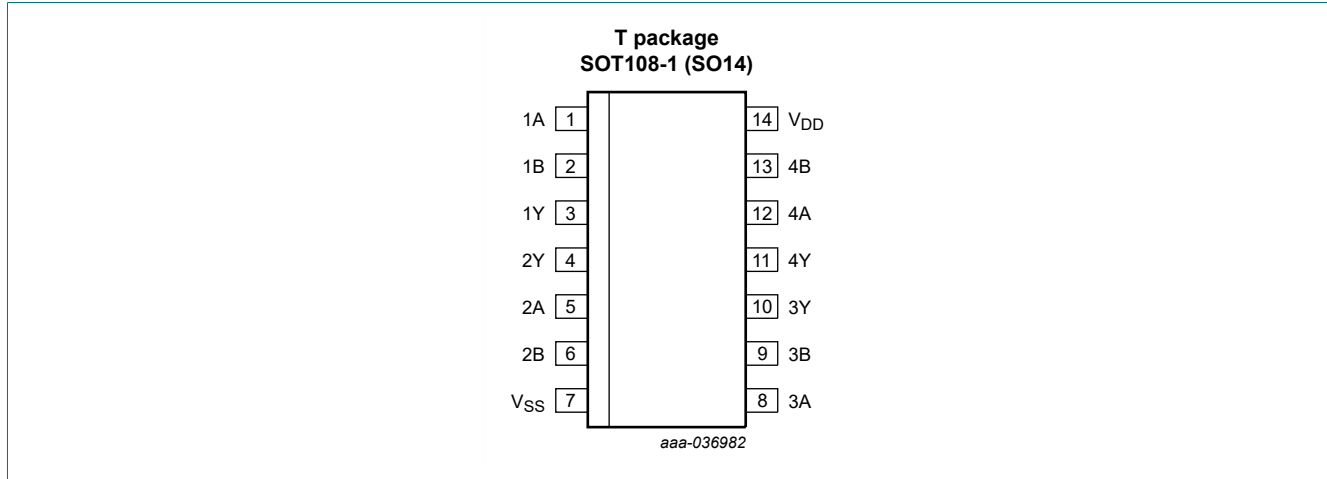 T package
SOT108-1 (SO14)
1A 1 14 VDD
1B 2 13 4B
1Y 3 12 4A
2Y 4 11 4Y
2A 5 10 3Y
2B 6 9 3B
VSS 7 8 3A
aaa-036982